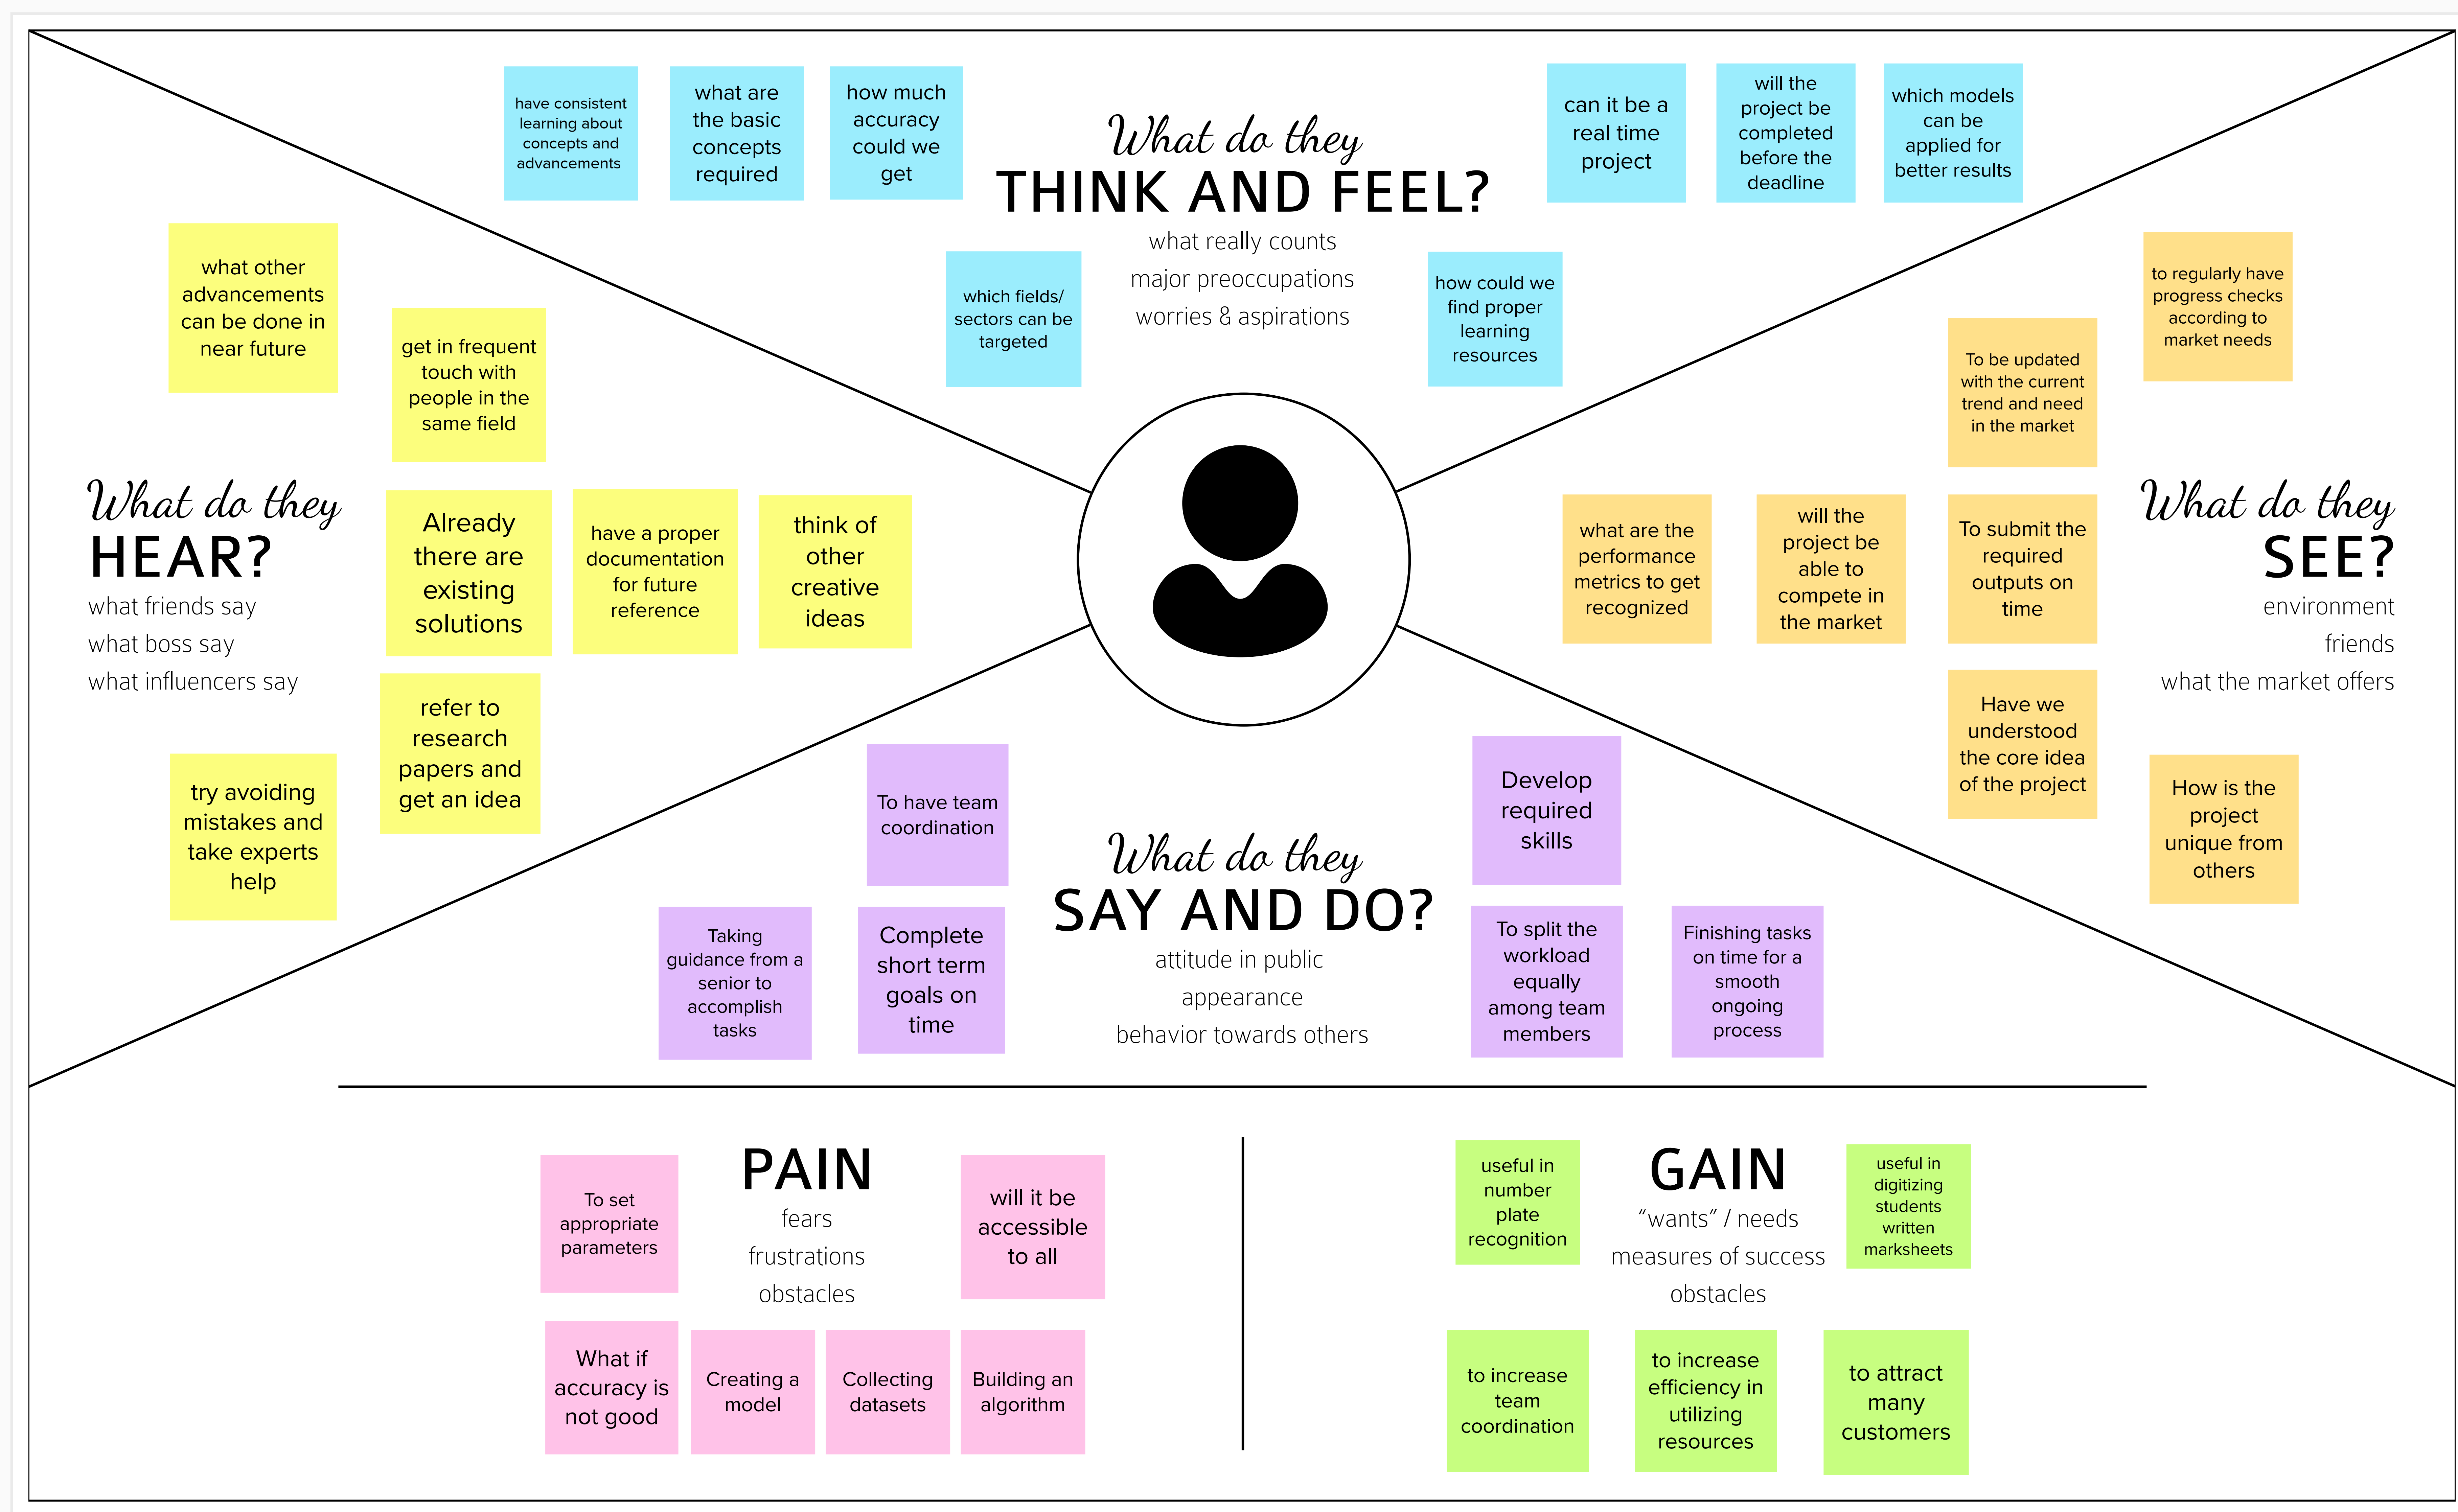 have consistent
learning about
concepts and
advancements
what are
the basic
concepts
required
how much
accuracy
could we
get
What do they
THINK AND FEEL?
what really counts
major preoccupations
worries & aspirations
which fields/
sectors can be
targeted
how could we
find proper
learning
resources
can it be a
real time
project
will the
project be
completed
before the
deadline
which models
can be
applied for
better results
what other
advancements
can be done in
near future
get in frequent
touch with
people in the
same field
What do they
HEAR?
what friends say
what boss say
what influencers say
Already
there are
existing
solutions
have a proper
documentation
for future
reference
think of
other
creative
ideas
refer to
research
papers and
get an idea
try avoiding
mistakes and
take experts
help
to regularly have
progress checks
according to
market needs
To be updated
with the current
trend and need
in the market
what are the
performance
metrics to get
recognized
will the
project be
able to
compete in
the market
To submit the
required
outputs on
time
What do they
SEE?
environment
friends
what the market offers
Have we
understood
the core idea
of the project
How is the
project
unique from
others
To have team
coordination
Taking
guidance from a
senior to
accomplish
tasks
Complete
short term
goals on
time
What do they
SAY AND DO?
attitude in public
appearance
behavior towards others
Develop
required
skills
To split the
workload
equally
among team
members
Finishing tasks
on time for a
smooth
ongoing
process
To set
appropriate
parameters
PAIN
fears
frustrations
obstacles
will it be
accessible
to all
What if
accuracy is
not good
Creating a
model
Collecting
datasets
Building an
algorithm
useful in
number
plate
recognition
GAIN
“wants” / needs
measures of success
obstacles
useful in
digitizing
students
written
marksheets
to increase
team
coordination
to increase
efficiency in
utilizing
resources
to attract
many
customers